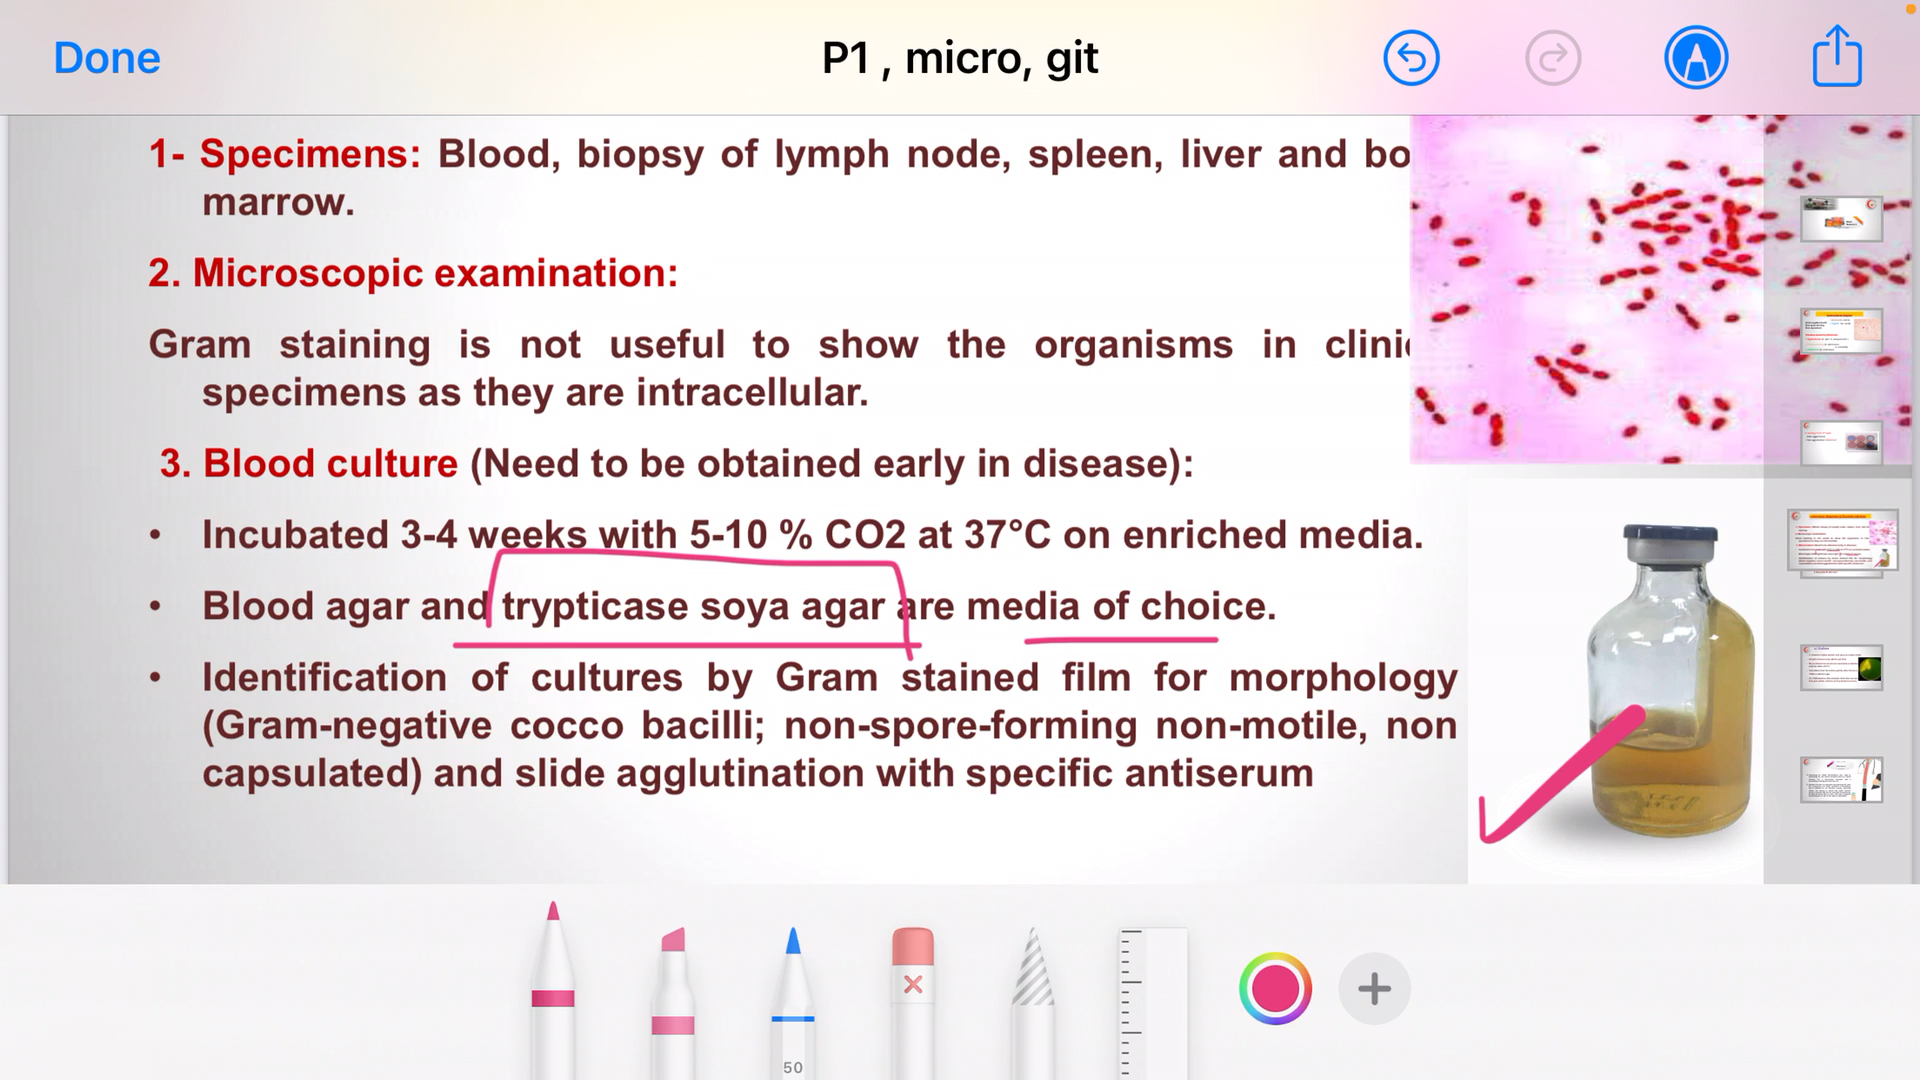 Done
P1 , micro, git
1- Specimens: Blood, biopsy of lymph node, spleen, liver and bo
marrow.
2. Microscopic examination:
Gram staining is not useful to show the organisms in clinic
specimens as they are intracellular.
3. Blood culture (Need to be obtained early in disease):
• Incubated 3-4 weeks with 5-10 % CO2 at 37°C on enriched media.
• Blood agar and trypticase soya agar are media of choice.
• Identification of cultures by Gram stained film for morphology
(Gram-negative cocco bacilli; non-spore-forming non-motile, non
capsulated) and slide agglutination with specific antiserum
50